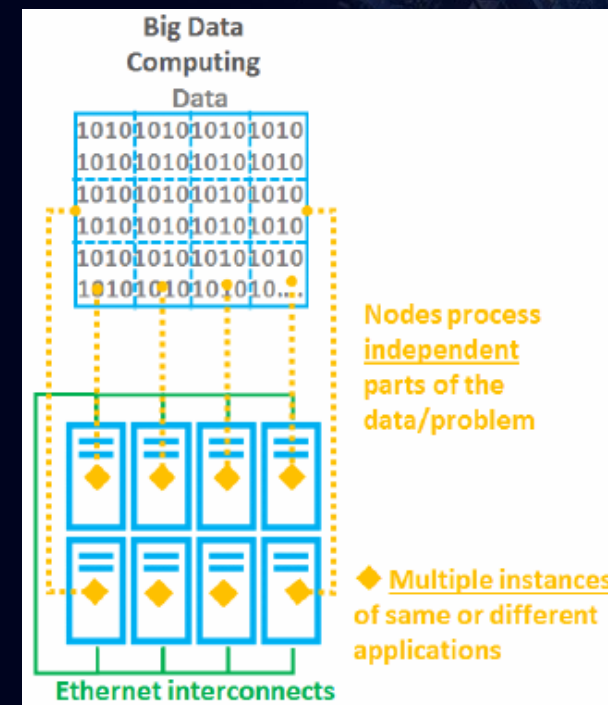 Big Data
Computing
Data
1010101010101010
1010101010101010
1010101010101010
1010101010101010
1010101010101010
10101010101010....
Nodes process
independent
parts of the
data/problem
Multiple instances
of same or different
applications
Ethernet interconnects